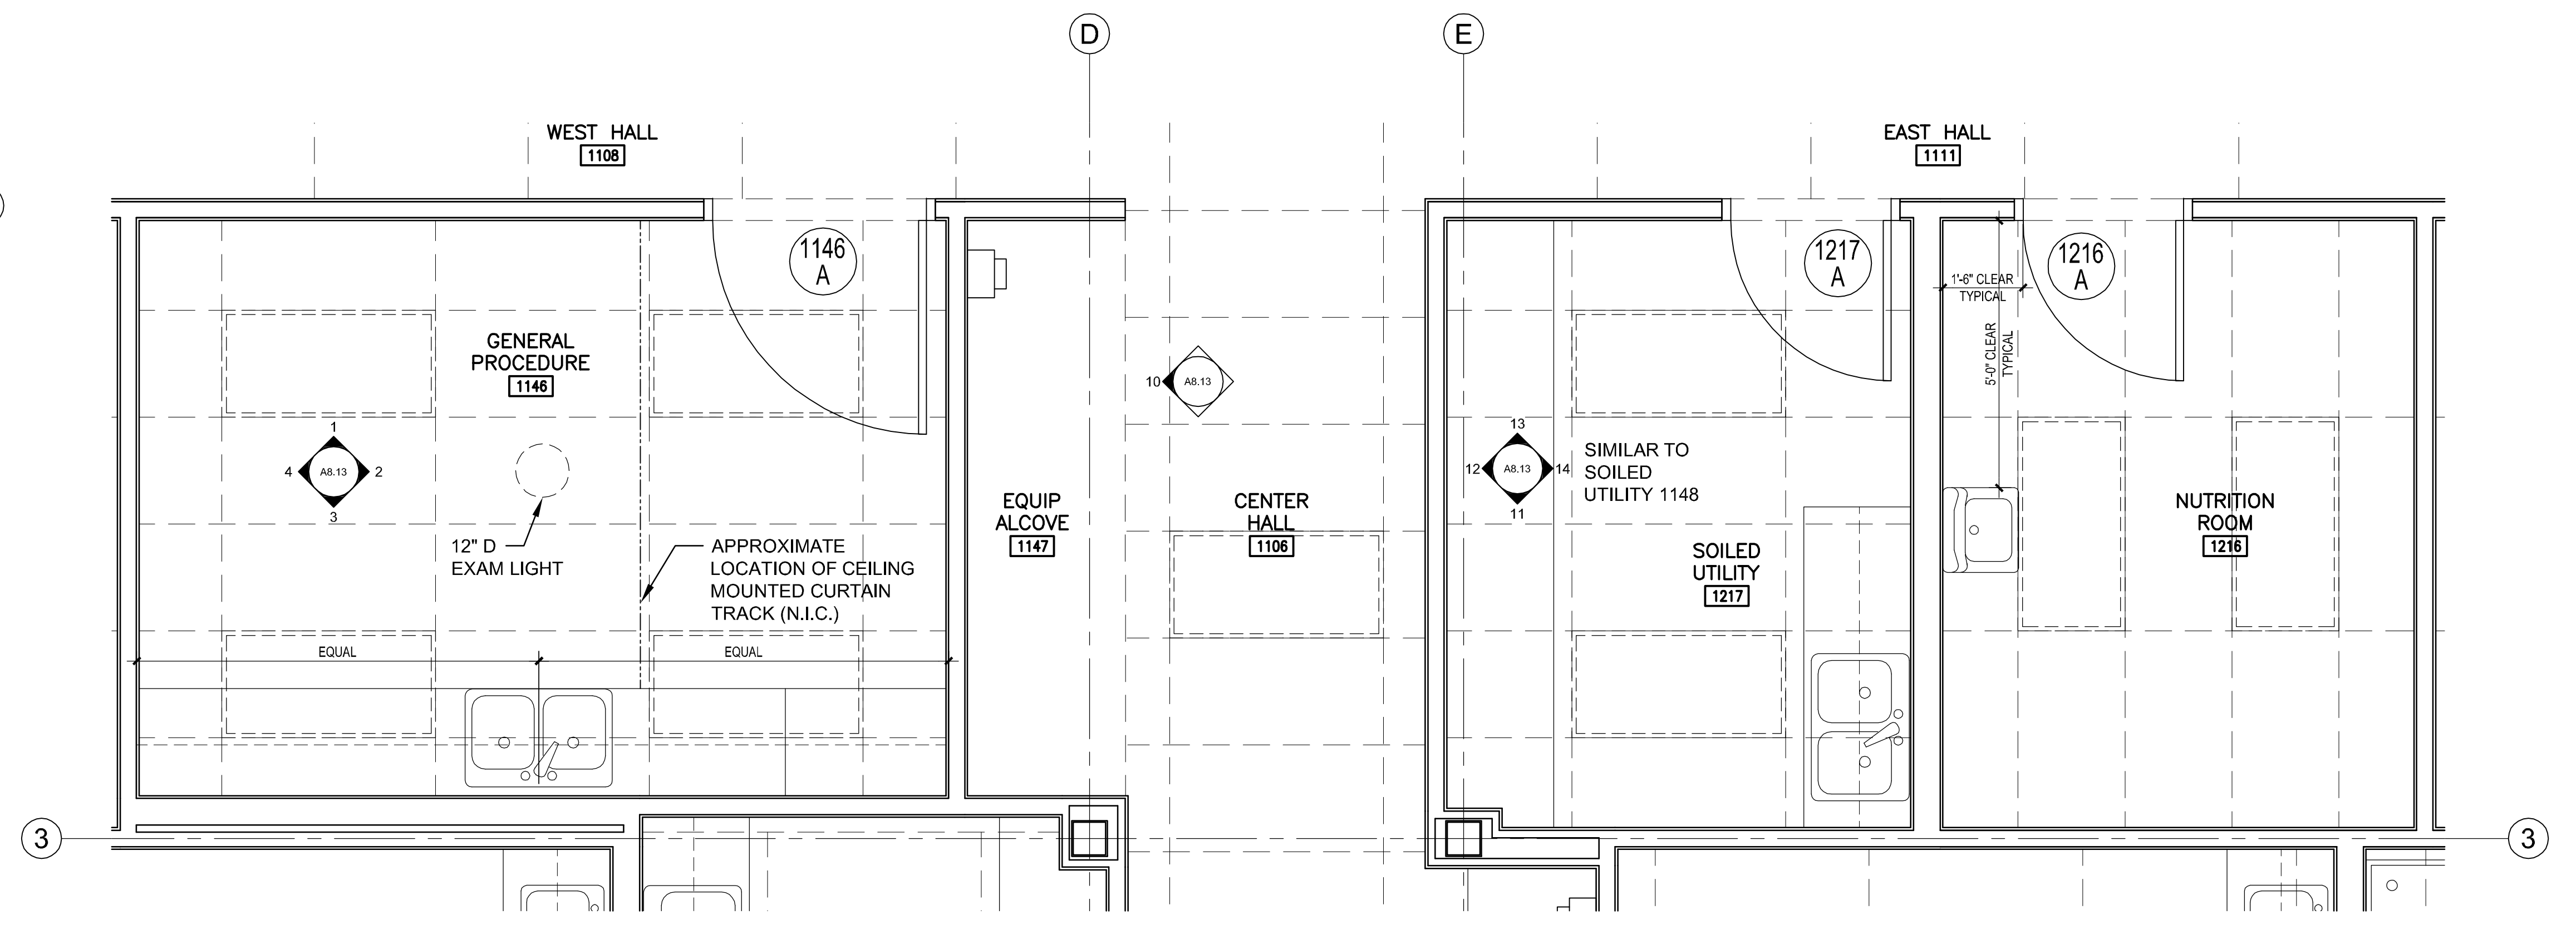 D
E
WEST HALL
1108
EAST HALL
1111
1146
A
1217
A
1216
A
1'-6" CLEAR
TYPICAL
5'-0" CLEAR
TYPICAL
GENERAL
PROCEDURE
1146
10
A8.13
1
4
A8.13
2
3
13
12
A8.13
14
11
SIMILAR TO
SOILED
UTILITY 1148
EQUIP
ALCOVE
1147
CENTER
HALL
1106
NUTRITION
ROOM
1216
12" D
EXAM LIGHT
APPROXIMATE
LOCATION OF CEILING
MOUNTED CURTAIN
TRACK (N.I.C.)
SOILED
UTILITY
1217
EQUAL
EQUAL
3
3